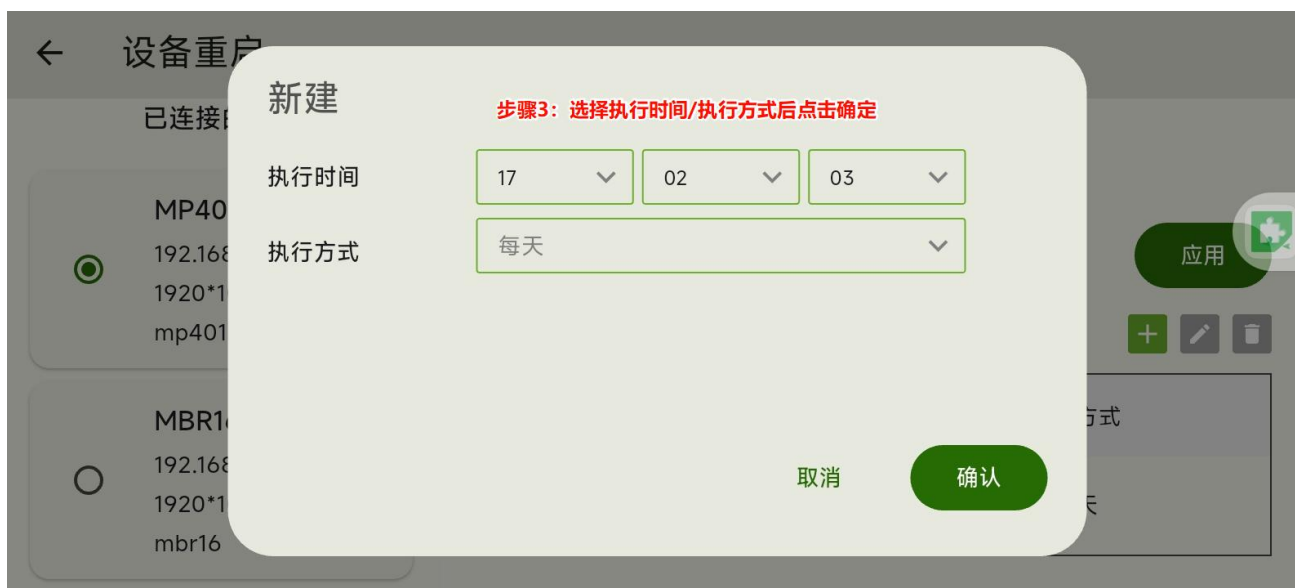 设备重启
已连接
新建
步骤3：选择执行时间/执行方式后点击确定
执行时间
17
02
03
执行方式
每天
MP40
192.168
1920*1
mp401
应用
MBR1
192.168
1920*1
mbr16
方式
取消
确认
天